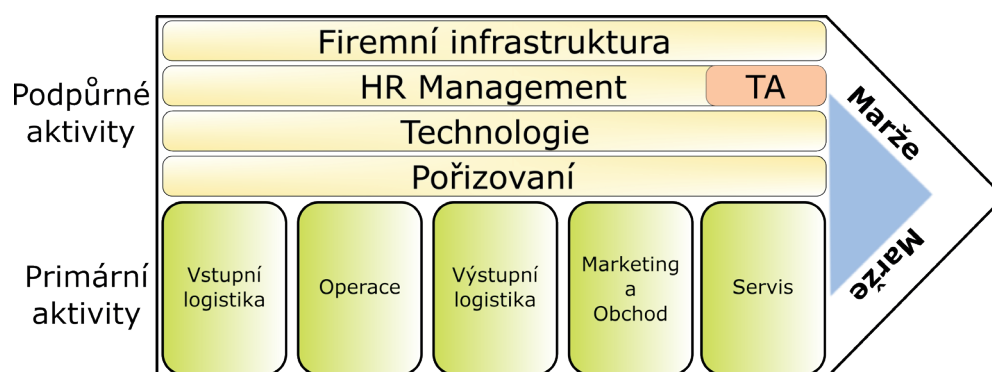 Firemní infrastruktura
Podpůrné
aktivity
HR Management
TA
Technologie
Pořizovaní
Marže
Marže
Primární
aktivity
Vstupní
logistika
Operace
Výstupní
logistika
Marketing
a
Obchod
Servis